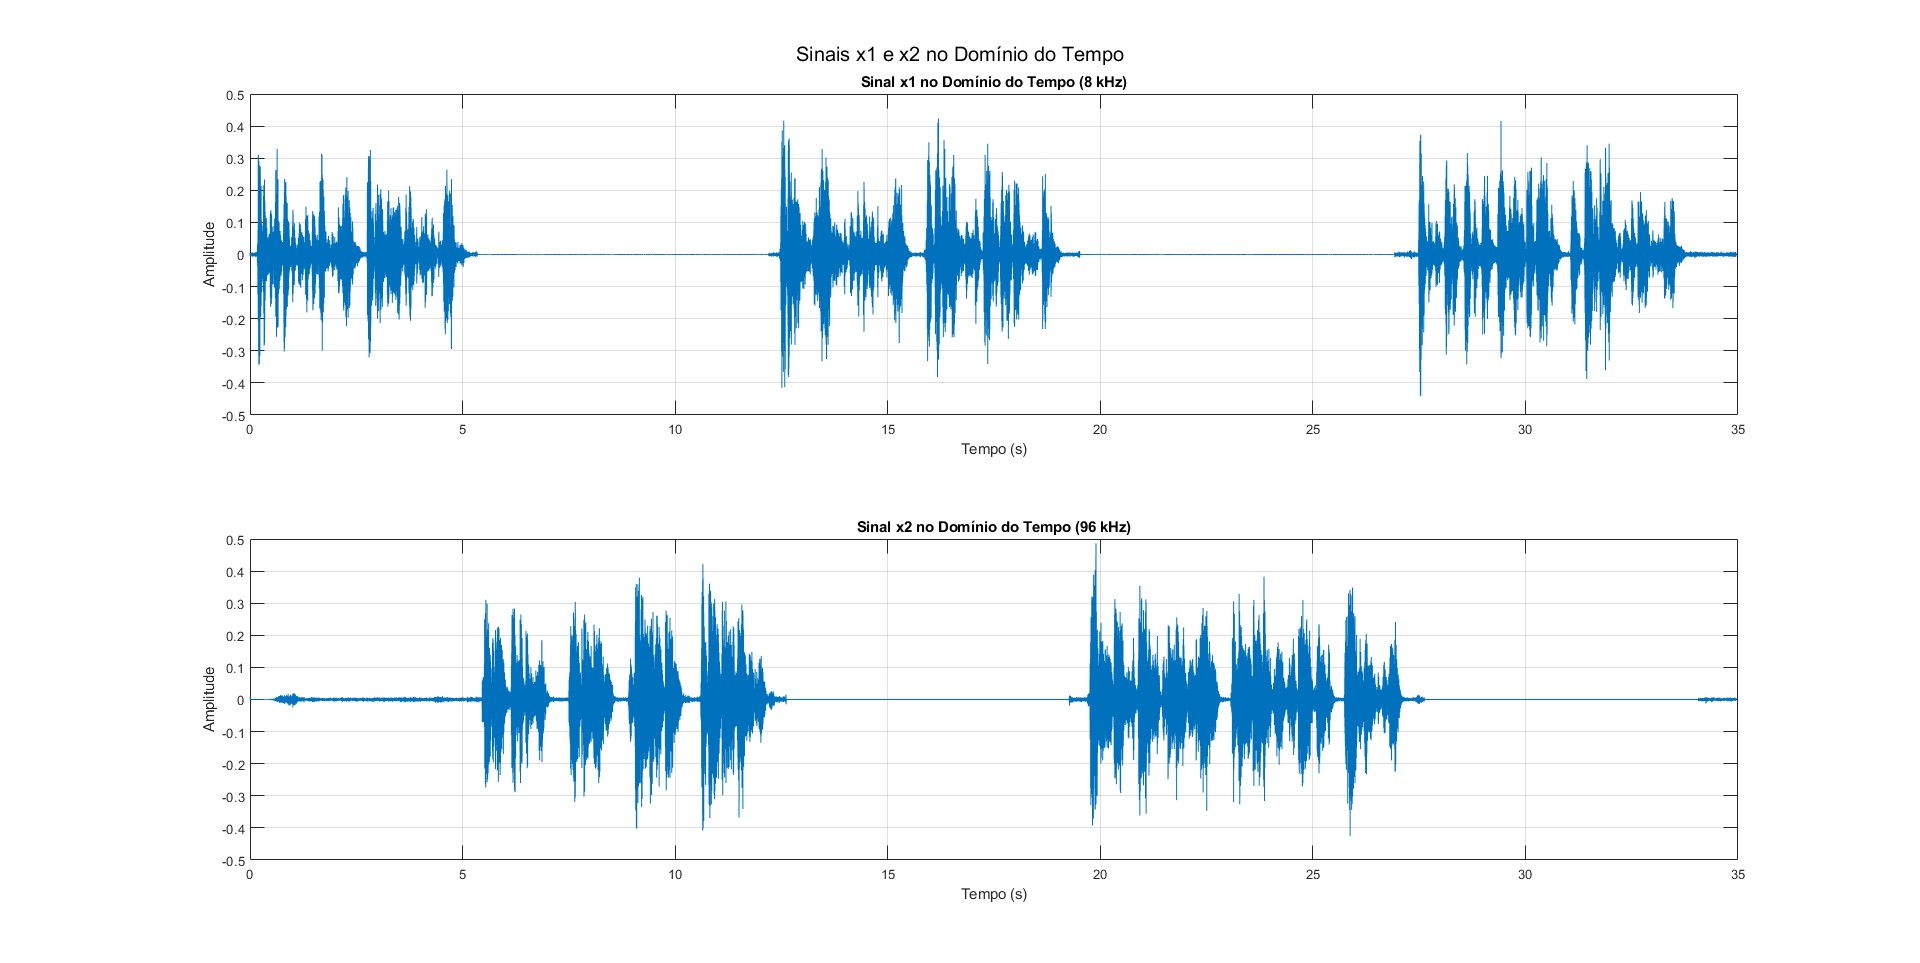 Sinais x1 e x2 no Domínio do Tempo
Sinal x1 no Domínio do Tempo (8 kHz)
0.5
0.4
0.3
0.2
0.1
0
-0.1
-0.2
-0.3
-0.4
-0.5
Amplitude
0 5 10 15 20 25 30 35
Tempo (s)
Sinal x2 no Domínio do Tempo (96 kHz)
0.5
0.4
0.3
0.2
0.1
0
-0.1
-0.2
-0.3
-0.4
-0.5
Amplitude
0 5 10 15 20 25 30 35
Tempo (s)